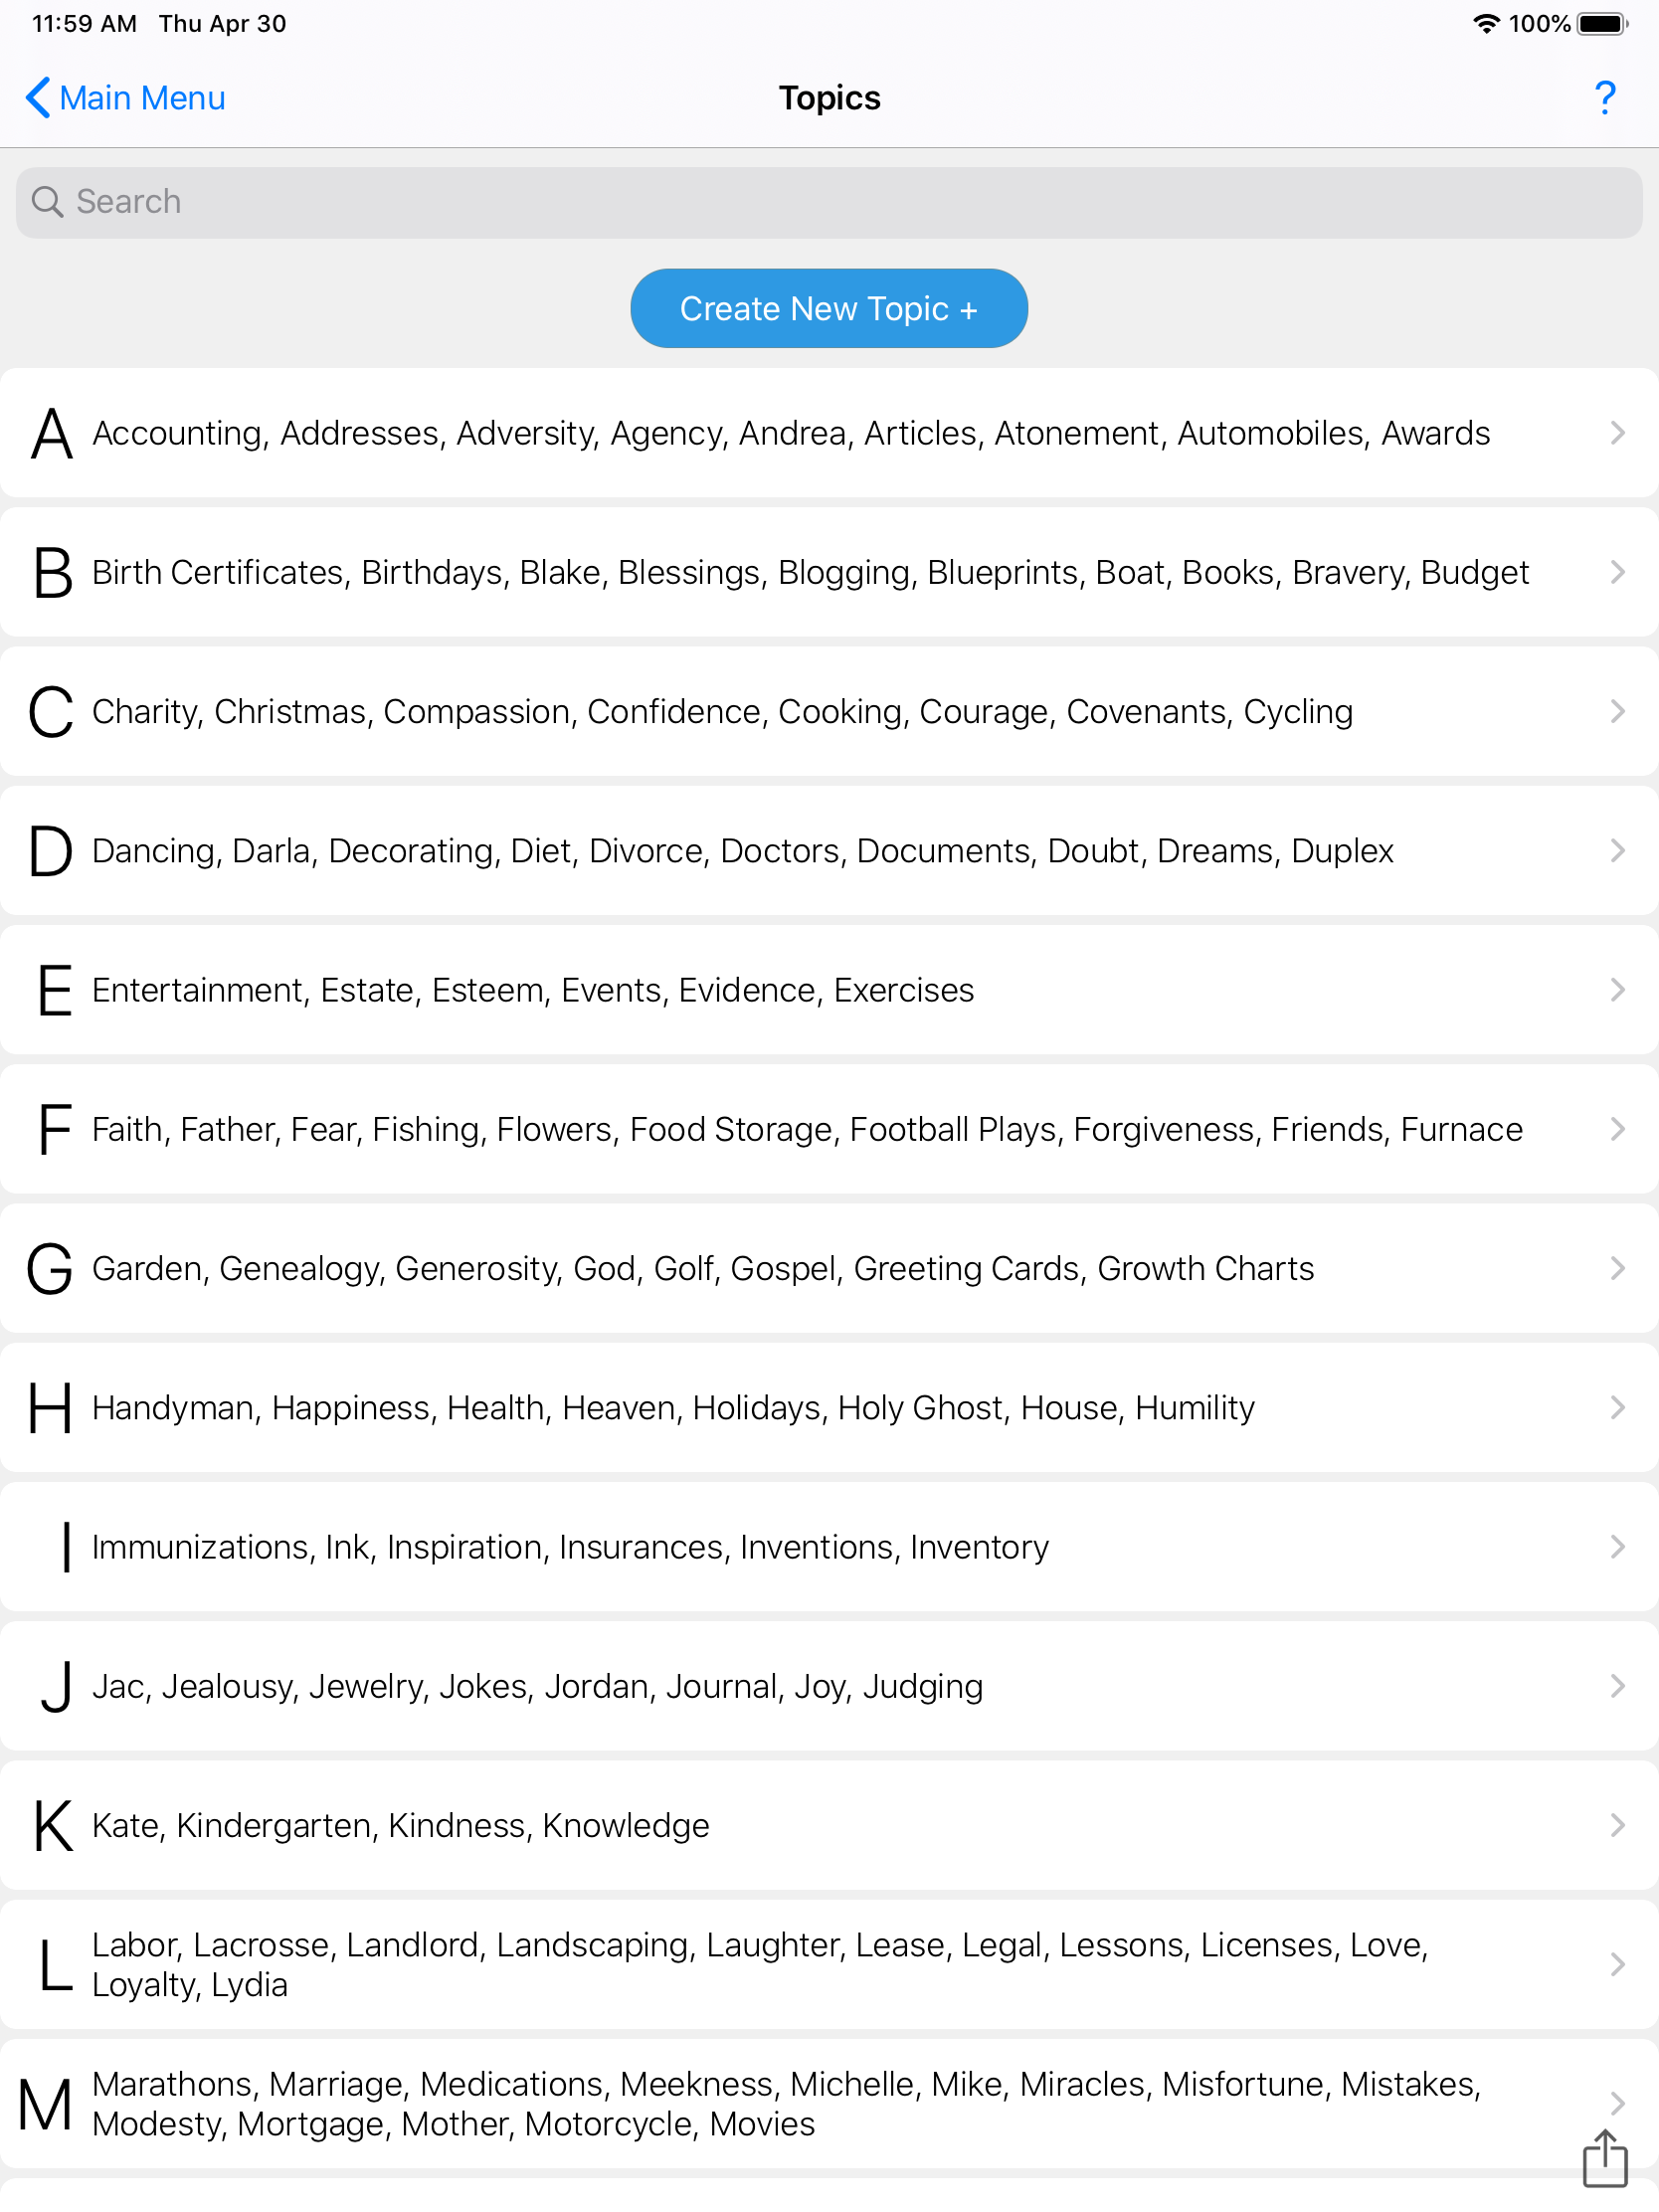 11:59 AM Thu Apr 30 100%
Main Menu Topics ?
Search
Create New Topic +
A Accounting, Addresses, Adversity, Agency, Andrea, Articles, Atonement, Automobiles, Awards
B Birth Certificates, Birthdays, Blake, Blessings, Blogging, Blueprints, Boat, Books, Bravery, Budget
C Charity, Christmas, Compassion, Confidence, Cooking, Courage, Covenants, Cycling
D Dancing, Darla, Decorating, Diet, Divorce, Doctors, Documents, Doubt, Dreams, Duplex
E Entertainment, Estate, Esteem, Events, Evidence, Exercises
F Faith, Father, Fear, Fishing, Flowers, Food Storage, Football Plays, Forgiveness, Friends, Furnace
G Garden, Genealogy, Generosity, God, Golf, Gospel, Greeting Cards, Growth Charts
H Handyman, Happiness, Health, Heaven, Holidays, Holy Ghost, House, Humility
I Immunizations, Ink, Inspiration, Insurances, Inventions, Inventory
J Jac, Jealousy, Jewelry, Jokes, Jordan, Journal, Joy, Judging
K Kate, Kindergarten, Kindness, Knowledge
L Labor, Lacrosse, Landlord, Landscaping, Laughter, Lease, Legal, Lessons, Licenses, Love,
Loyalty, Lydia
M Marathons, Marriage, Medications, Meekness, Michelle, Mike, Miracles, Misfortune, Mistakes,
Modesty, Mortgage, Mother, Motorcycle, Movies